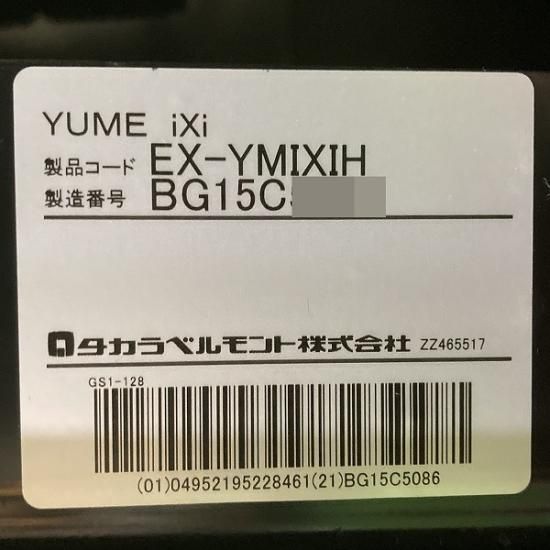 YUME iXi
製品コード EX-YMIXIH
製造番号 BG15C
タカラベルモント株式会社 ZZ465517
GS1-128
(01)04952195228461(21)BG15C5086